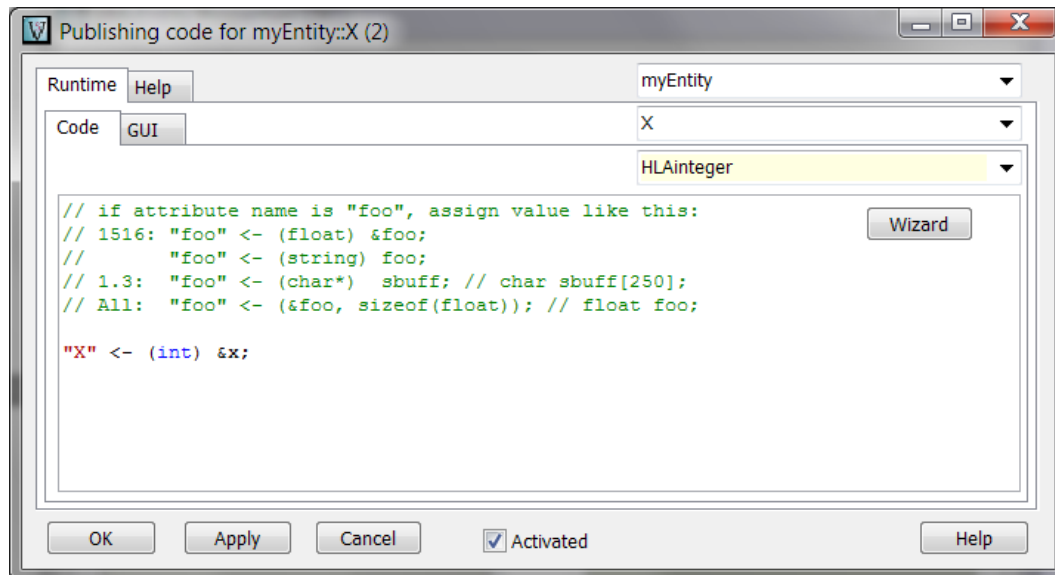 Publishing code for myEntity::X (2)
Runtime
Help
myEntity
Code
GUI
X
HLAinteger
// if attribute name is "foo", assign value like this:
// 1516: "foo" <- (float) &foo;
//       "foo" <- (string) foo;
// 1.3:  "foo" <- (char*)  sbuff; // char sbuff[250];
// All:  "foo" <- (&foo, sizeof(float)); // float foo;
"X" <- (int) &x;
Wizard
OK
Apply
Cancel
Activated
Help